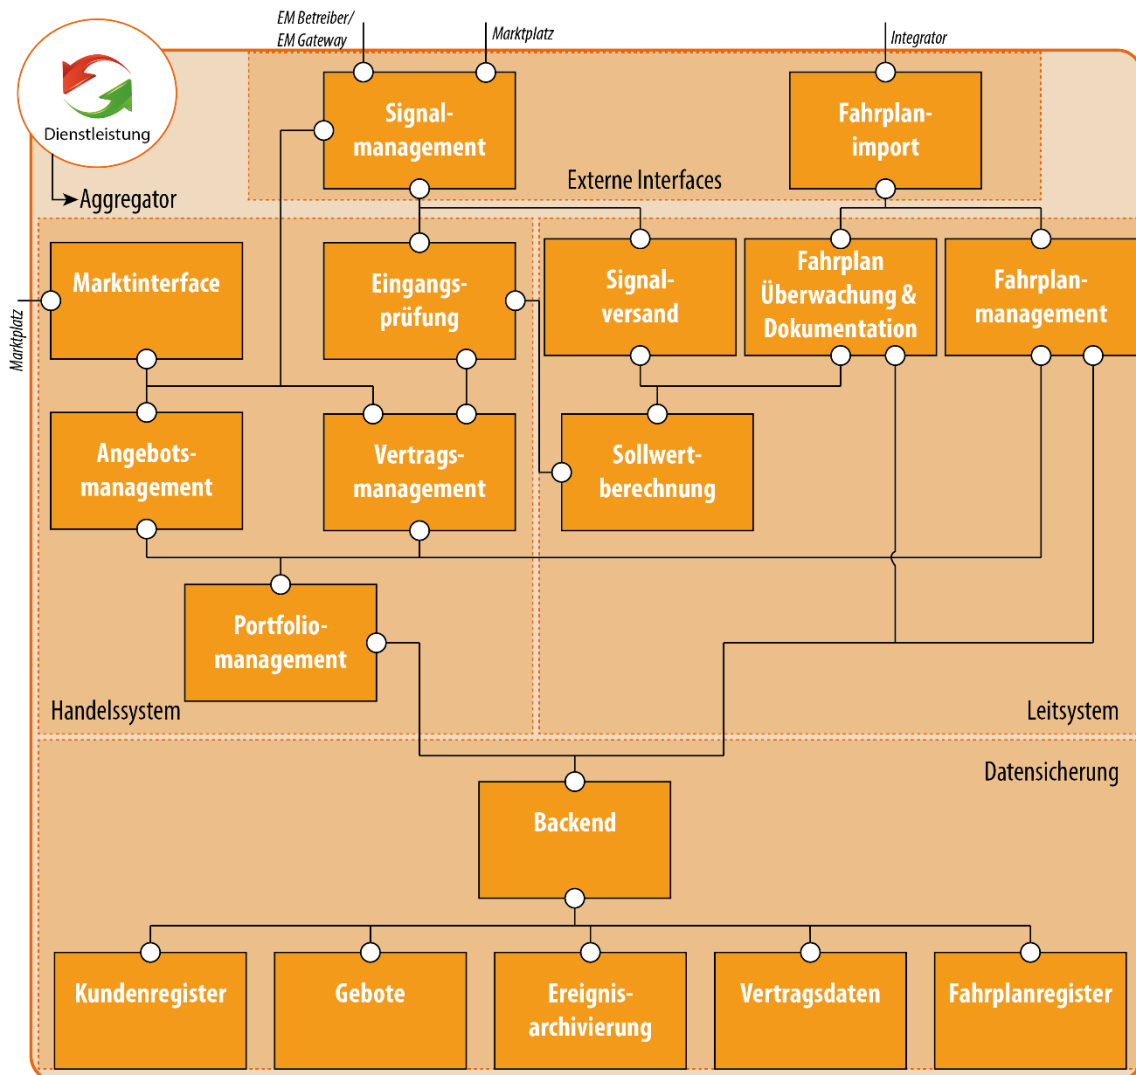 EM Betreiber/
EM Gateway
Marktplatz
Integrator
Dienstleistung
Aggregator
Signal-
management
Fahrplan-
import
Externe Interfaces
Marktinterface
Eingangs-
prüfung
Signal-
versand
Fahrplan
Überwachung &
Dokumentation
Fahrplan-
management
Marktplatz
Angebots-
management
Vertrags-
management
Sollwert-
berechnung
Portfolio-
management
Handelssystem
Leitsystem
Datensicherung
Backend
Kundenregister
Gebote
Ereignis-
archivierung
Vertragsdaten
Fahrplanregister